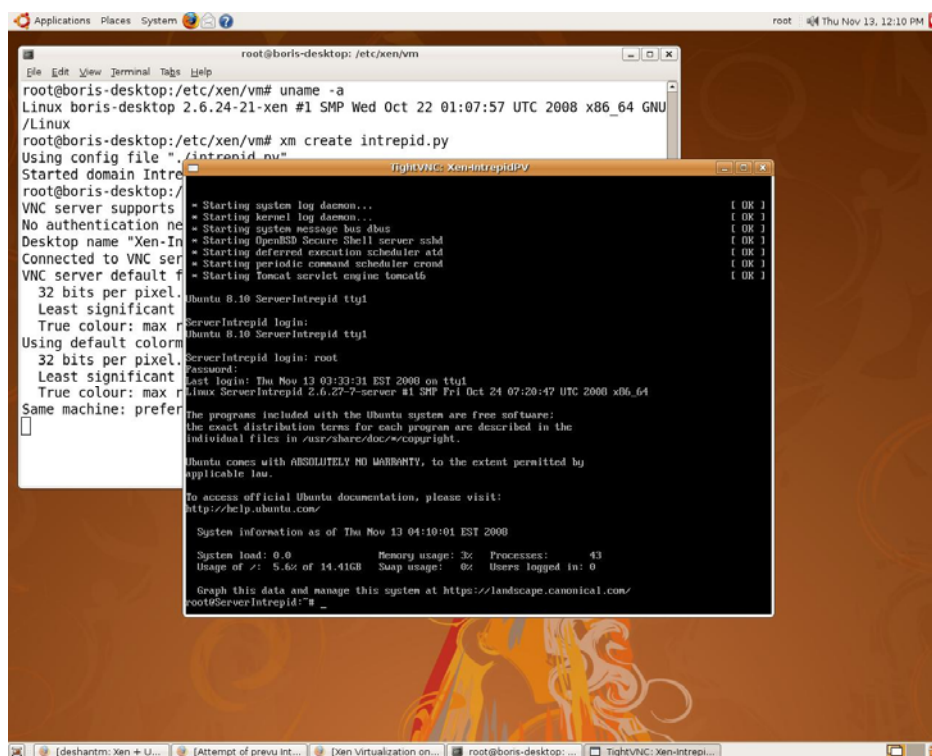 Applications Places System
root Thu Nov 13, 12:10 PM
root@boris-desktop: /etc/xen/vm
File Edit View Terminal Tabs Help
root@boris-desktop:/etc/xen/vm# uname -a
Linux boris-desktop 2.6.24-21-xen #1 SMP Wed Oct 22 01:07:57 UTC 2008 x86_64 GNU
/Linux
root@boris-desktop:/etc/xen/vm# xm create intrepid.py
Using config file "./intrepid.py"
Started domain Intre
root@boris-desktop:/
VNC server supports
No authentication ne
Desktop name "Xen-In
Connected to VNC ser
VNC server default f
32 bits per pixel.
Least significant
True colour: max r
Using default colorm
32 bits per pixel.
Least significant
True colour: max r
Same machine: prefer
TightVNC: Xen-IntrepidPV
* Starting system log daemon... [ OK ]
* Starting kernel log daemon... [ OK ]
* Starting system message bus dbus [ OK ]
* Starting OpenBSD Secure Shell server sshd [ OK ]
* Starting deferred execution scheduler atd [ OK ]
* Starting periodic command scheduler crond [ OK ]
* Starting Tomcat servlet engine tomcat6 [ OK ]
Ubuntu 8.10 ServerIntrepid tty1
ServerIntrepid login:
Ubuntu 8.10 ServerIntrepid tty1
ServerIntrepid login: root
Password:
Last login: Thu Nov 13 03:33:31 EST 2008 on tty1
Linux ServerIntrepid 2.6.27-7-server #1 SMP Fri Oct 24 07:20:47 UTC 2008 x86_64
The programs included with the Ubuntu system are free software;
the exact distribution terms for each program are described in the
individual files in /usr/share/doc/*/copyright.
Ubuntu comes with ABSOLUTELY NO WARRANTY, to the extent permitted by
applicable law.
To access official Ubuntu documentation, please visit:
http://help.ubuntu.com/
System information as of Thu Nov 13 04:10:01 EST 2008
System load: 0.0 Memory usage: 3% Processes: 43
Usage of /: 5.6% of 14.41GB Swap usage: 0% Users logged in: 0
Graph this data and manage this system at https://landscape.canonical.com/
root@ServerIntrepid:~# _
[deshantm: Xen + U... [Attempt of prevu Int... [Xen Virtualization on... root@boris-desktop: ... TightVNC: Xen-Intrepi...